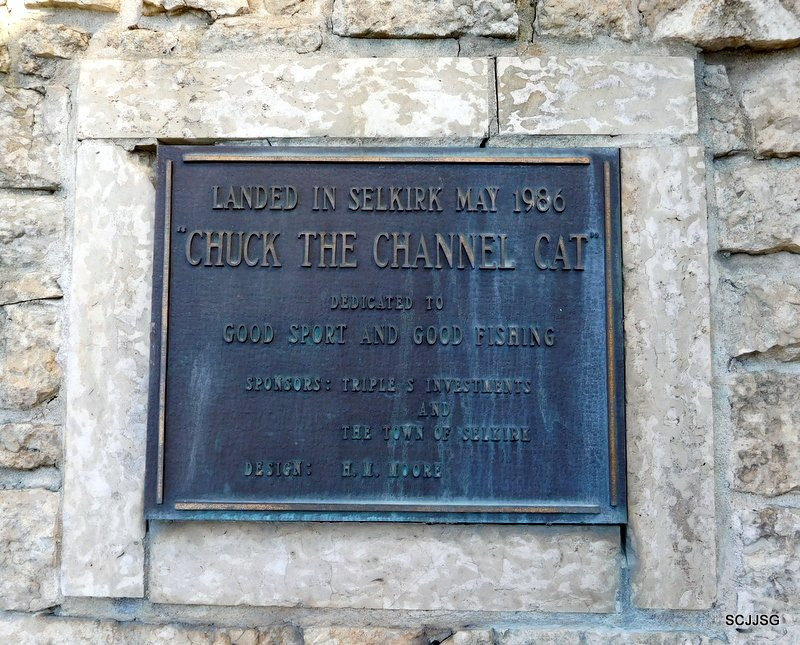 LANDED IN SELKIRK MAY 1986
"CHUCK THE CHANNEL CAT"
DEDICATED TO
GOOD SPORT AND GOOD FISHING
SPONSORS: TRIPLE S INVESTMENTS
AND
THE TOWN OF SELKIRK
DESIGN: H. M. MOORE
SCJJSG